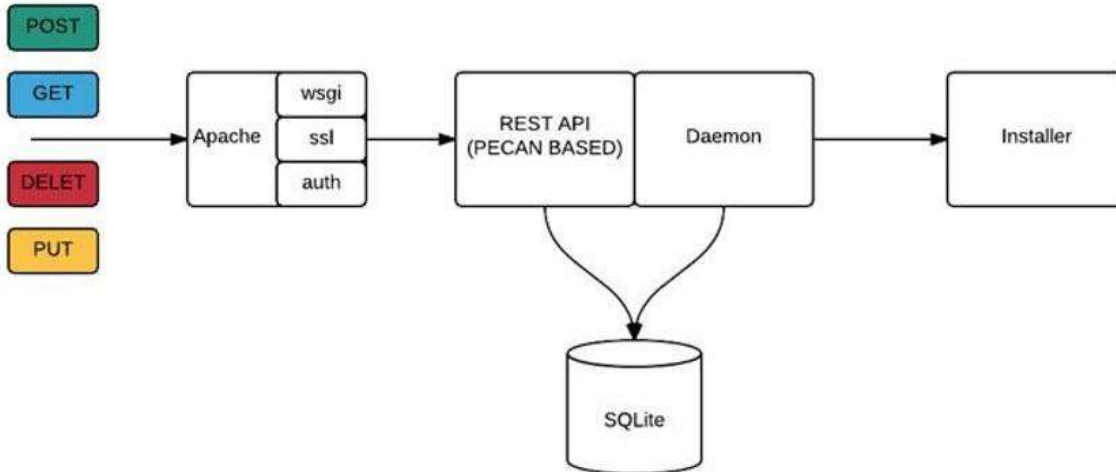 POST
GET
DELET
PUT
Apache
wsgi
ssl
auth
REST API
(PECAN BASED)
Daemon
Installer
SQLite